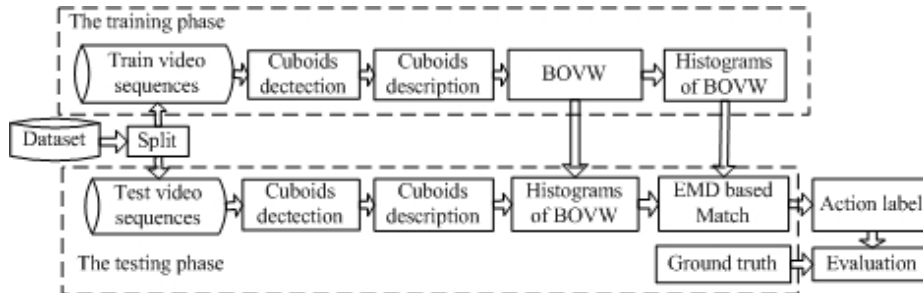 The training phase
Train video
sequences
Cuboids
dectection
Cuboids
description
BOVW
Histograms
of BOVW
Dataset
Split
Test video
sequences
Cuboids
dectection
Cuboids
description
Histograms
of BOVW
EMD based
Match
Action label
The testing phase
Ground truth
Evaluation